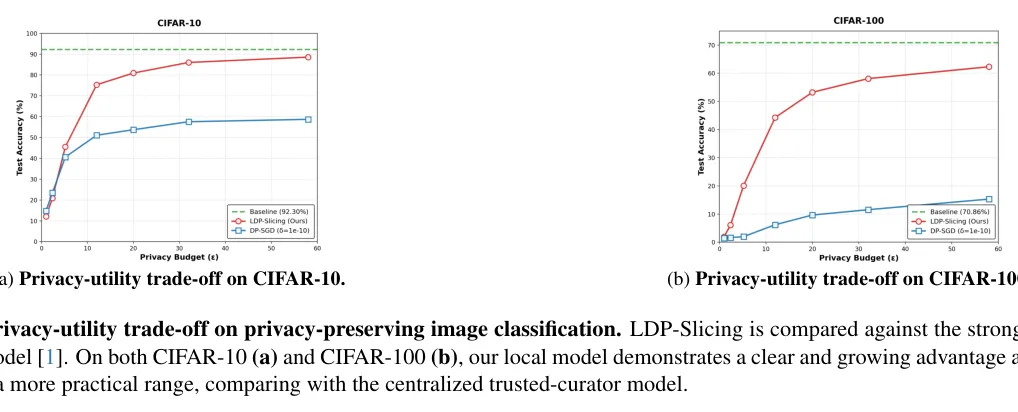 CIFAR-10
100
90
80
70
60
50
40
30
20
10
0
Test Accuracy (%)
Baseline (92.30%)
LDP-Slicing (Ours)
DP-SGD (δ=1e-10)
0 10 20 30 40 50 60
Privacy Budget (ε)
a) Privacy-utility trade-off on CIFAR-10.
CIFAR-100
70
60
50
40
30
20
10
0
Test Accuracy (%)
Baseline (70.86%)
LDP-Slicing (Ours)
DP-SGD (δ=1e-10)
0 10 20 30 40 50 60
Privacy Budget (ε)
(b) Privacy-utility trade-off on CIFAR-100
rivacy-utility trade-off on privacy-preserving image classification. LDP-Slicing is compared against the strong
odel [1]. On both CIFAR-10 (a) and CIFAR-100 (b), our local model demonstrates a clear and growing advantage a
a more practical range, comparing with the centralized trusted-curator model.